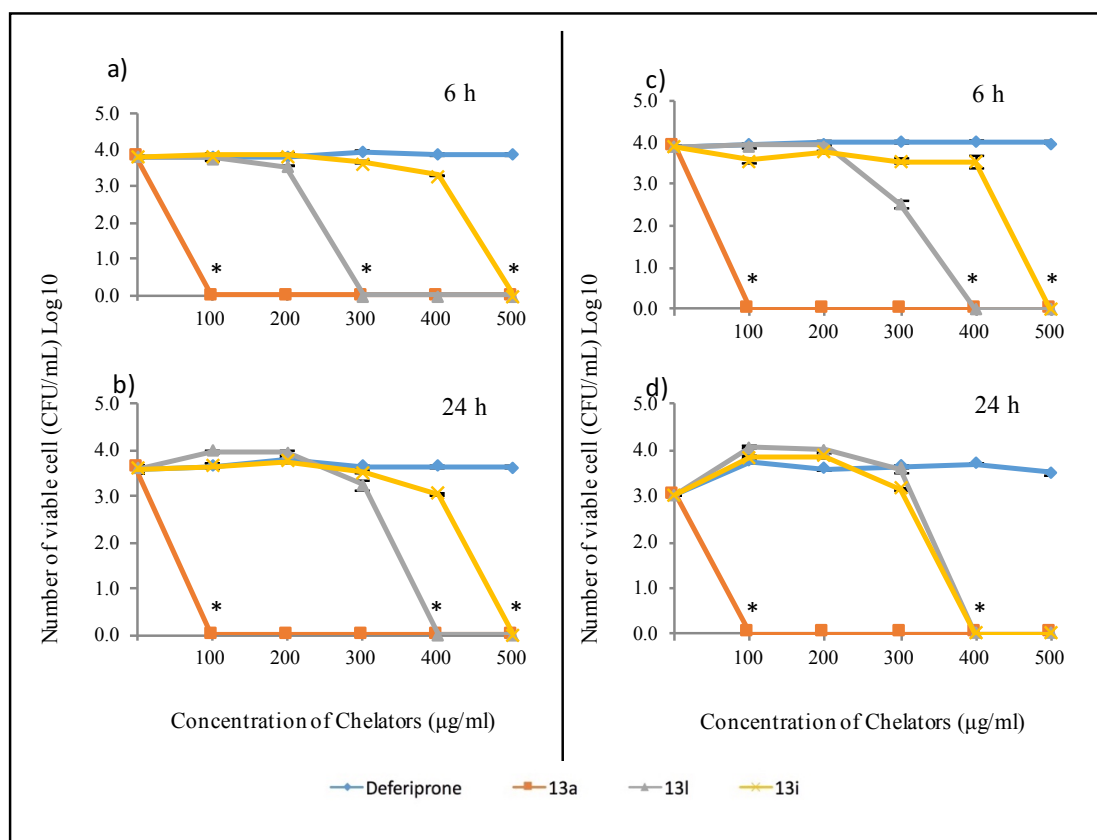 a)
6 h
5.0
4.0
3.0
2.0
1.0
0.0
* * *
100 200 300 400 500
b)
24 h
5.0
4.0
3.0
2.0
1.0
0.0
* * *
100 200 300 400 500
Number of viable cell (CFU/mL) Log10
Concentration of Chelators (µg/ml)
c)
6 h
5.0
4.0
3.0
2.0
1.0
0.0
* * *
100 200 300 400 500
d)
24 h
5.0
4.0
3.0
2.0
1.0
0.0
* *
100 200 300 400 500
Number of viable cell (CFU/mL) Log10
Concentration of Chelators (µg/ml)
Deferiprone 13a 13l 13i